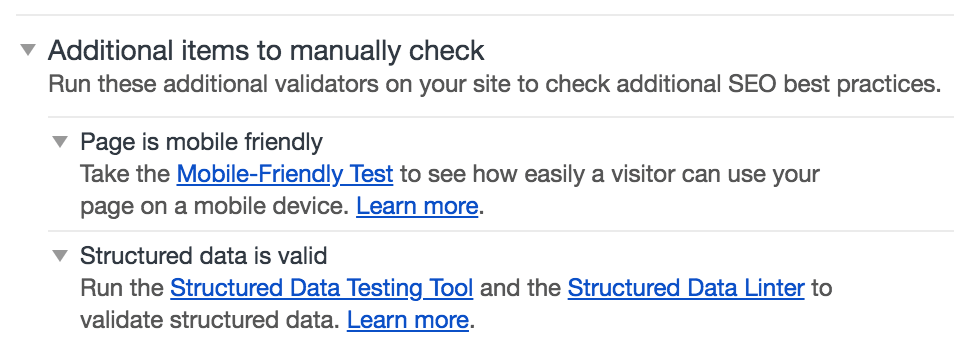 Additional items to manually check
Run these additional validators on your site to check additional SEO best practices.
Page is mobile friendly
Take the Mobile-Friendly Test to see how easily a visitor can use your
page on a mobile device. Learn more.
Structured data is valid
Run the Structured Data Testing Tool and the Structured Data Linter to
validate structured data. Learn more.